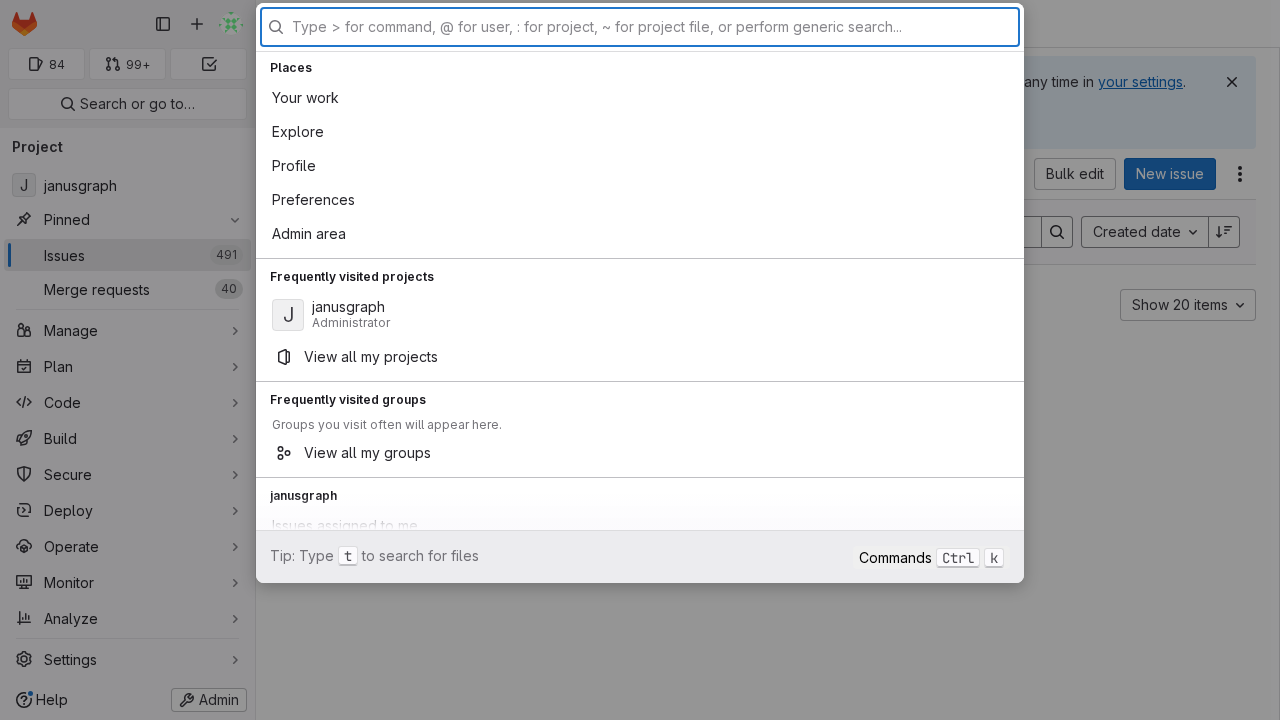 Type > for command, @ for user, : for project, ~ for project file, or perform generic search...
84
99+
Search or go to…
Project
J janusgraph
Pinned
Issues 491
Merge requests 40
Manage
Plan
Code
Build
Secure
Deploy
Operate
Monitor
Analyze
Settings
Help
Admin
Places
Your work
Explore
Profile
Preferences
Admin area
Frequently visited projects
J janusgraph
Administrator
View all my projects
Frequently visited groups
Groups you visit often will appear here.
View all my groups
janusgraph
Issues assigned to me
Tip: Type t to search for files
Commands Ctrl k
any time in your settings.
Bulk edit
New issue
Created date
Show 20 items